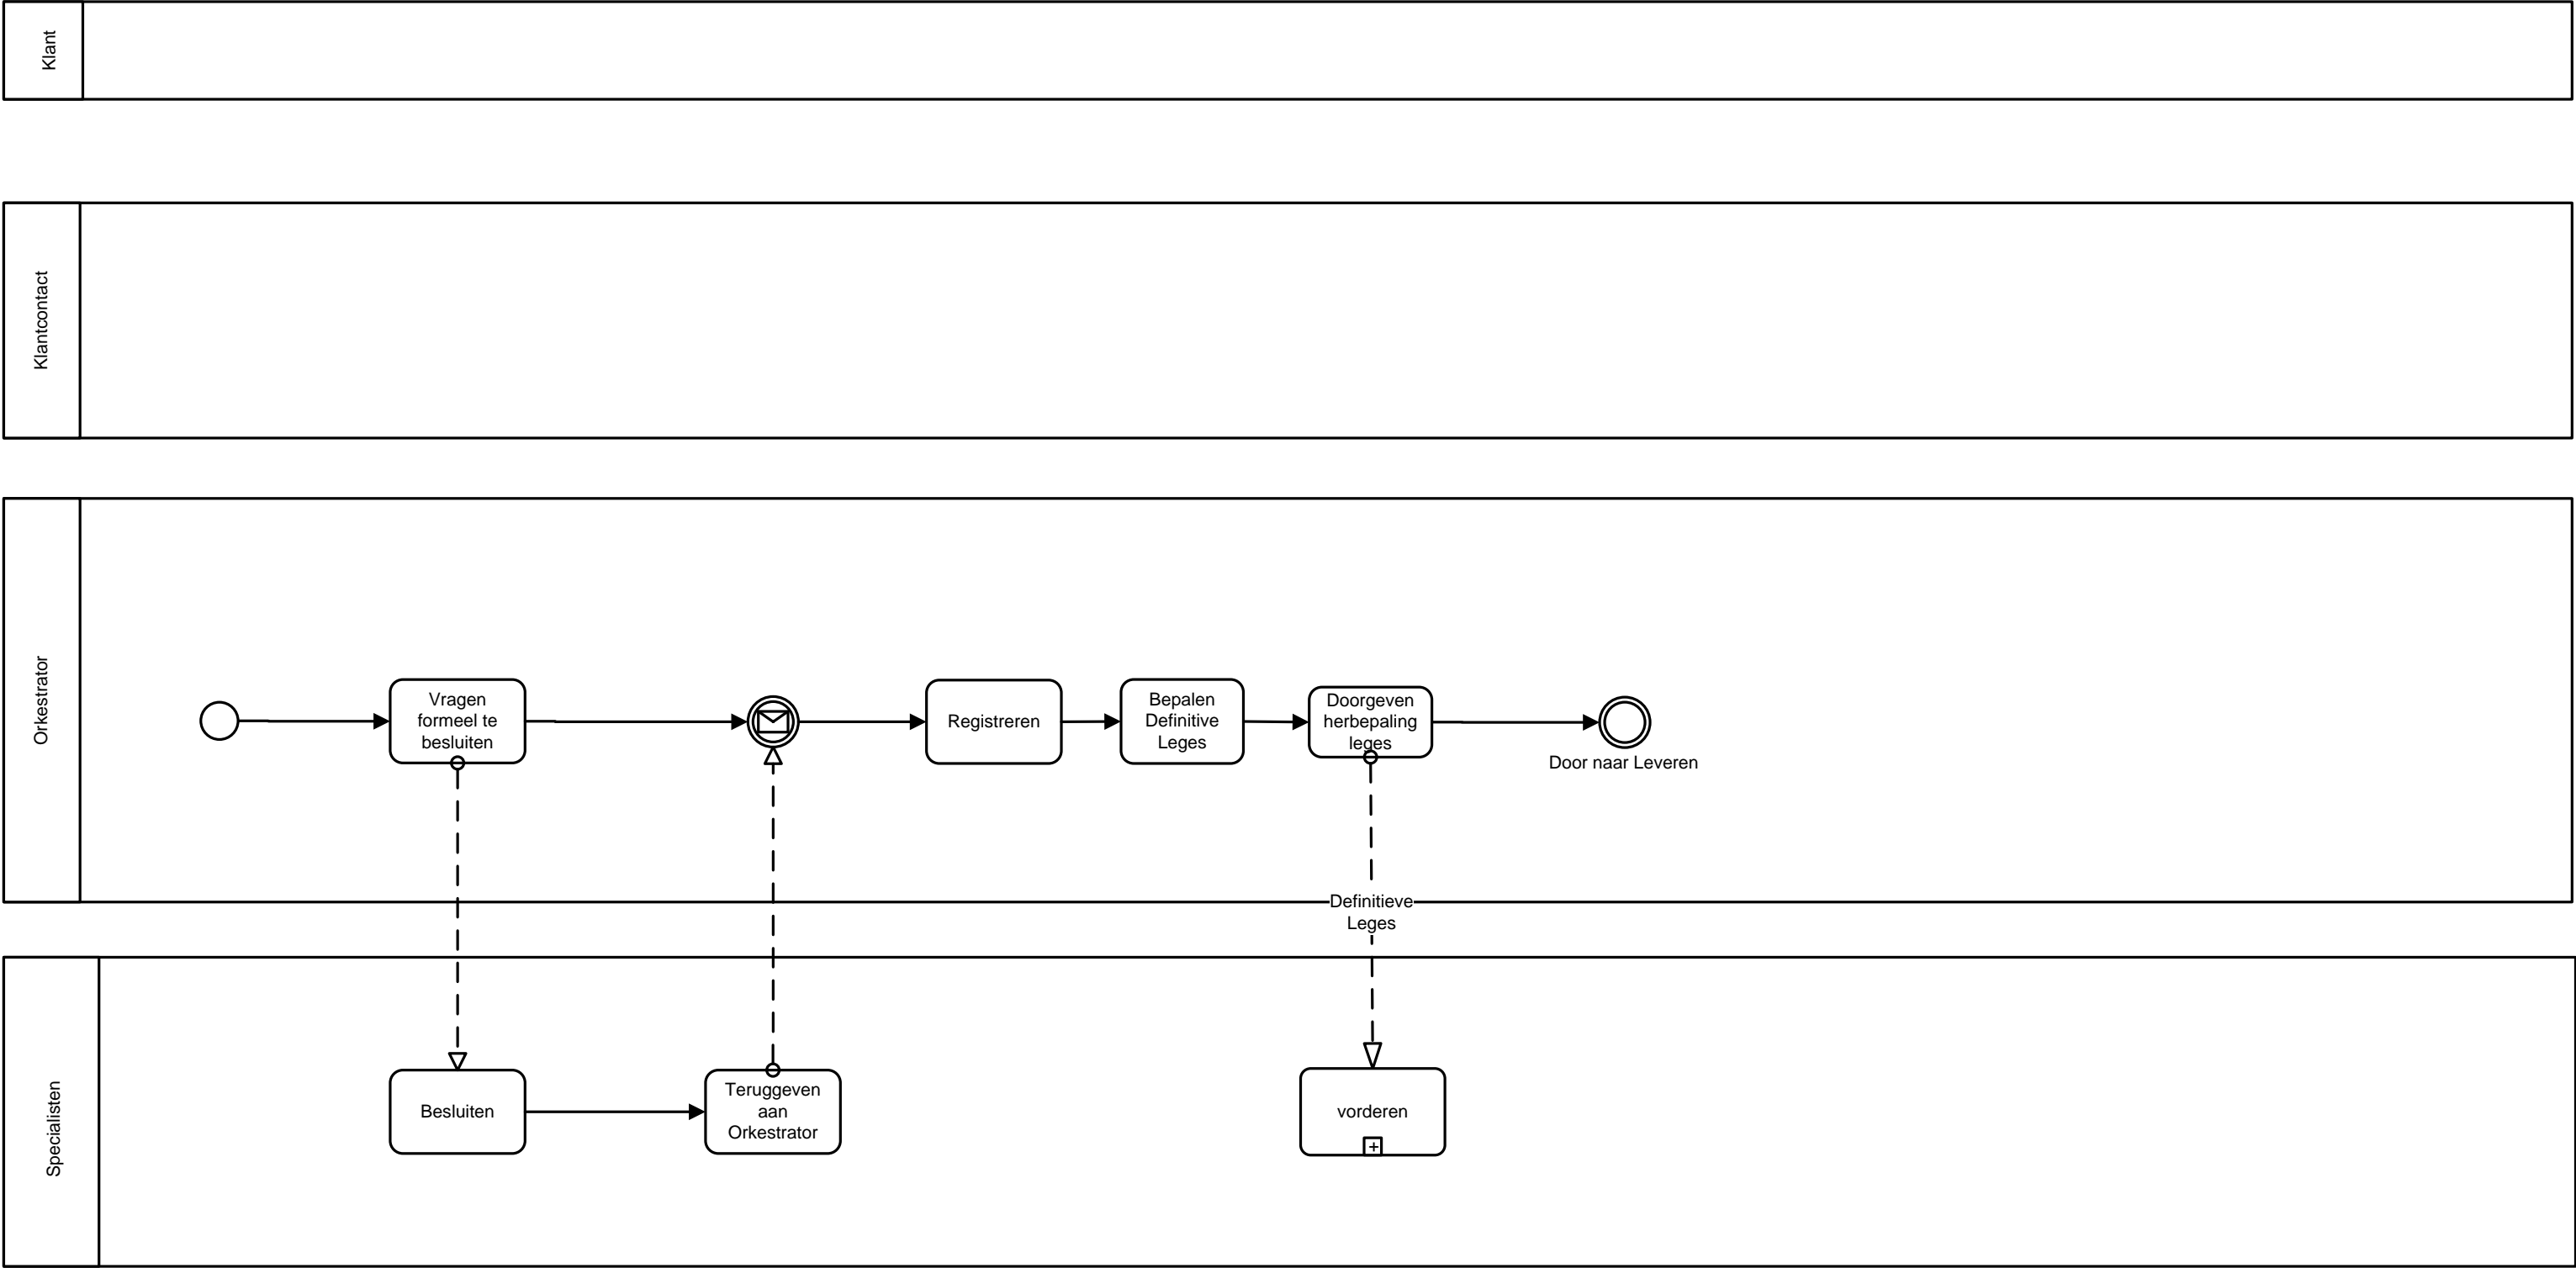 Klant
Klantcontact
Orkestrator
Vragen
formeel te
besluiten
Registreren
Bepalen
Definitive
Leges
Doorgeven
herbepaling
leges
Door naar Leveren
Definitieve
Leges
Specialisten
Besluiten
Teruggeven
aan
Orkestrator
vorderen